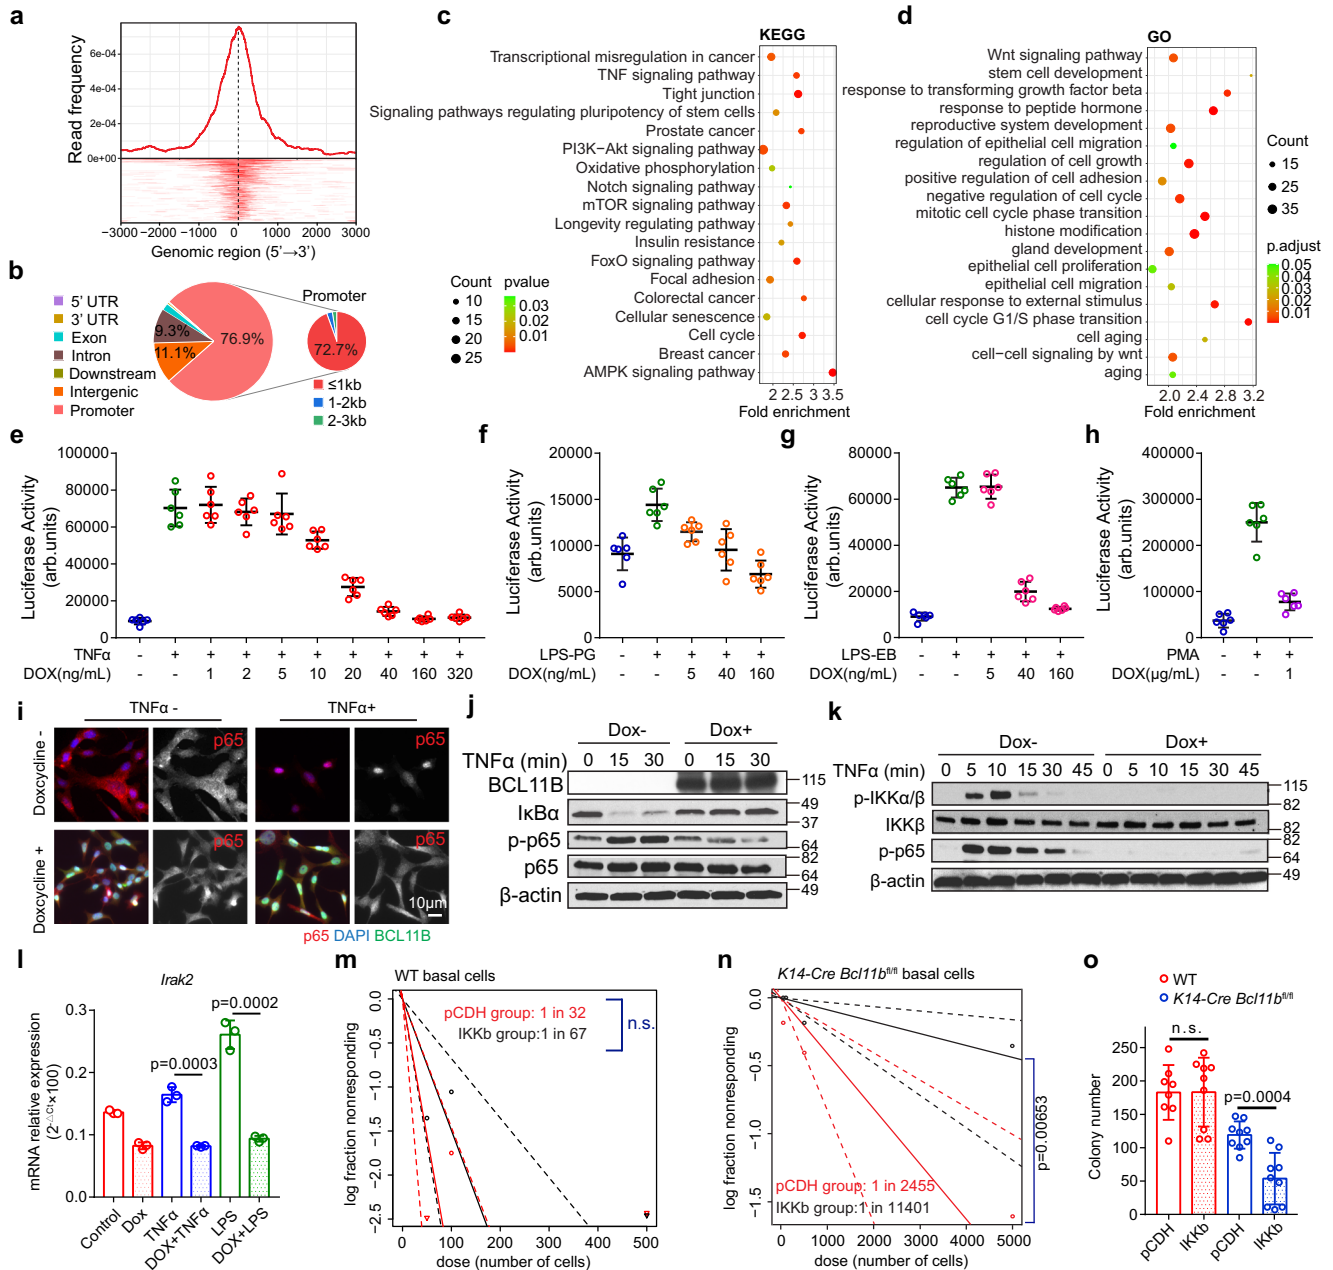 a
Read frequency
6e-04
4e-04
2e-04
0e+00
−3000 −2000 −1000 0 1000 2000 3000
Genomic region (5'→3')
b
5' UTR
3' UTR
Exon
Intron
Downstream
Intergenic
Promoter
9.3%
11.1%
76.9%
Promoter
72.7%
≤1kb
1-2kb
2-3kb
c
KEGG
Transcriptional misregulation in cancer
TNF signaling pathway
Tight junction
Signaling pathways regulating pluripotency of stem cells
Prostate cancer
PI3K−Akt signaling pathway
Oxidative phosphorylation
Notch signaling pathway
mTOR signaling pathway
Longevity regulating pathway
Insulin resistance
FoxO signaling pathway
Focal adhesion
Colorectal cancer
Cellular senescence
Cell cycle
Breast cancer
AMPK signaling pathway
2 2.5 3 3.5
Fold enrichment
Count
10
15
20
25
pvalue
0.03
0.02
0.01
d
GO
Wnt signaling pathway
stem cell development
response to transforming growth factor beta
response to peptide hormone
reproductive system development
regulation of epithelial cell migration
regulation of cell growth
positive regulation of cell adhesion
negative regulation of cell cycle
mitotic cell cycle phase transition
histone modification
gland development
epithelial cell proliferation
epithelial cell migration
cellular response to external stimulus
cell cycle G1/S phase transition
cell aging
cell−cell signaling by wnt
aging
2.0 2.4 2.8 3.2
Fold enrichment
Count
15
25
35
p.adjust
0.05
0.04
0.03
0.02
0.01
e
Luciferase Activity
(arb.units)
100000
80000
60000
40000
20000
0
TNFα - + + + + + + + + +
DOX(ng/mL) - - 1 2 5 10 20 40 160 320
f
Luciferase Activity
(arb.units)
20000
15000
10000
5000
0
LPS-PG - + + + +
DOX(ng/mL) - - 5 40 160
g
Luciferase Activity
(arb.units)
80000
60000
40000
20000
0
LPS-EB - + + + +
DOX(ng/mL) - - 5 40 160
h
Luciferase Activity
(arb.units)
400000
300000
200000
100000
0
PMA - + +
DOX(μg/mL) - - 1
i
TNFα - TNFα+
Doxcycline -
Doxcycline +
p65 p65
p65 p65
10μm
p65 DAPI BCL11B
j
Dox- Dox+
TNFα (min) 0 15 30 0 15 30
BCL11B 115
IκBα 49
37
p-p65 64
p65 82
64
β-actin 49
k
Dox- Dox+
TNFα (min) 0 5 10 15 30 45 0 5 10 15 30 45
p-IKKα/β 115
82
IKKβ 82
p-p65 82
64
β-actin 49
l
Irak2
mRNA relative expression
(2-△Ct×100)
0.3
0.2
0.1
0.0
p=0.0003
p=0.0002
Control Dox TNFα DOX+TNFα LPS DOX+LPS
m
WT basal cells
log fraction nonresponding
0.0
−0.5
−1.0
−1.5
−2.0
−2.5
pCDH group: 1 in 32
IKKb group:1 in 67
n.s.
0 100 200 300 400 500
dose (number of cells)
n
K14-Cre Bcl11bfl/fl basal cells
log fraction nonresponding
0.0
−0.5
−1.0
−1.5
pCDH group: 1 in 2455
IKKb group:1 in 11401
p=0.00653
0 1000 2000 3000 4000 5000
dose (number of cells)
o
WT
K14-Cre Bcl11bfl/fl
Colony number
250
200
150
100
50
0
n.s.
p=0.0004
pCDH IKKb pCDH IKKb